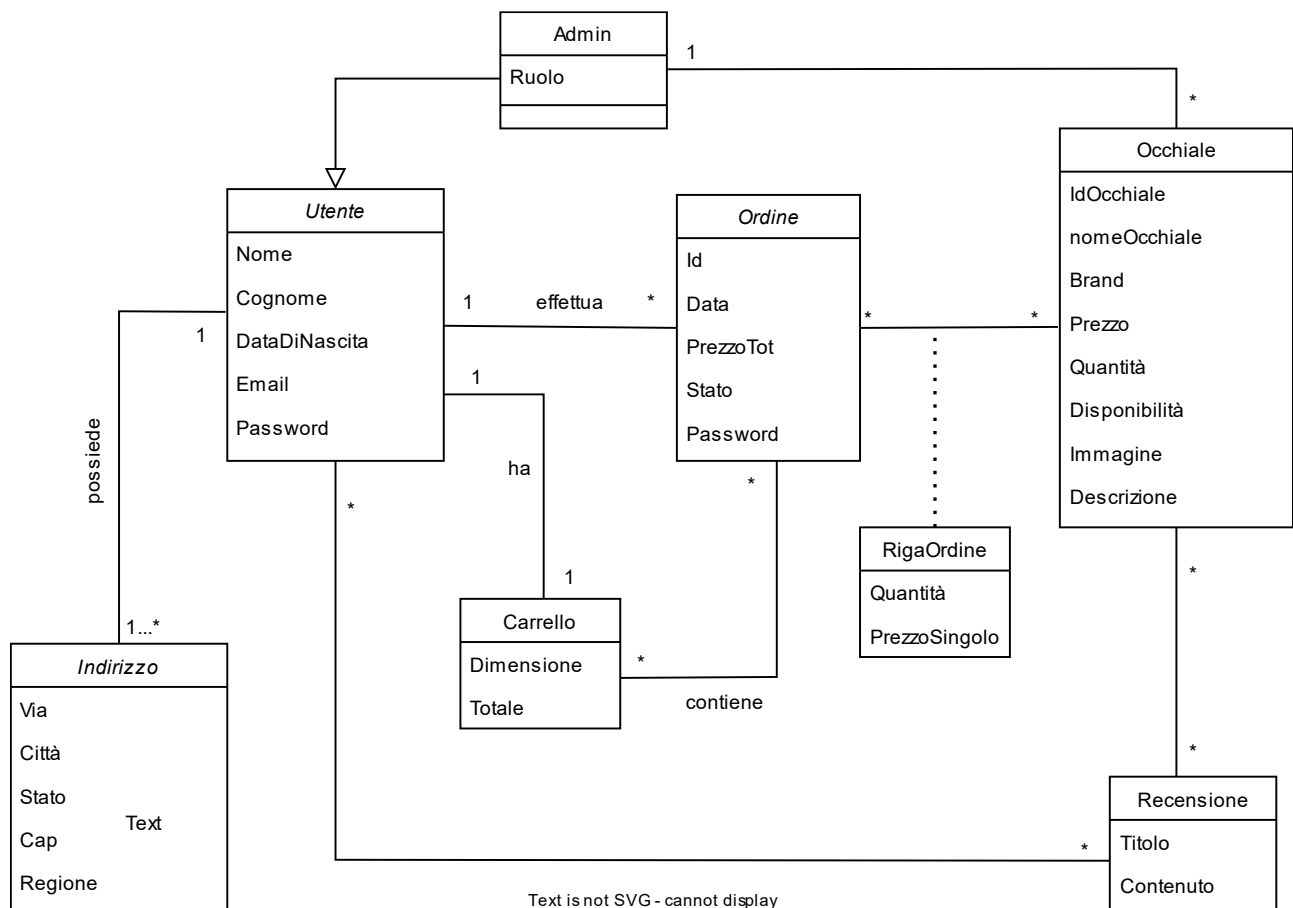 Admin
Ruolo
1
*
Occhiale
IdOcchiale
nomeOcchiale
Brand
Prezzo
Quantità
Disponibilità
Immagine
Descrizione
Utente
Nome
Cognome
DataDiNascita
Email
Password
Ordine
Id
Data
PrezzoTot
Stato
Password
1
effettua
*
*
*
1
possiede
1...*
1
ha
1
*
*
*
contiene
Carrello
Dimensione
Totale
RigaOrdine
Quantità
PrezzoSingolo
*
*
*
Indirizzo
Via
Città
Stato
Text
Cap
Regione
Recensione
Titolo
Contenuto
Text is not SVG - cannot display